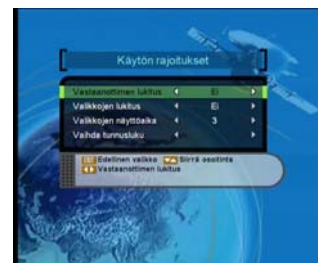 Käytön rajoitukset
Vastaanottimen lukitus Ei
Valikkojen lukitus Ei
Valikkojen näyttöaika 3
Vaihda tunnusluku
Edellinen valikko Siirrä osoitinta
Vastaanottimen lukitus